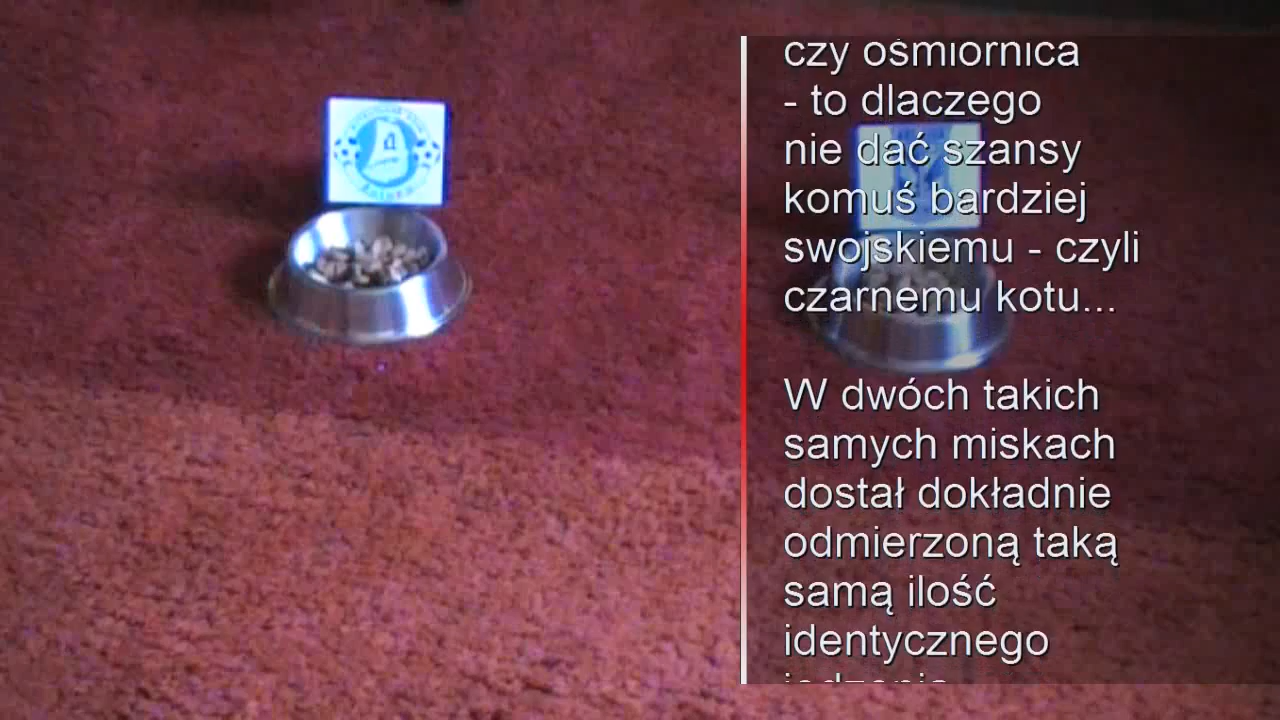 czy ośmiornica
- to dlaczego
nie dać szansy
komuś bardziej
swojskiemu - czyli
czarnemu kotu...
W dwóch takich
samych miskach
dostał dokładnie
odmierzoną taką
samą ilość
identycznego